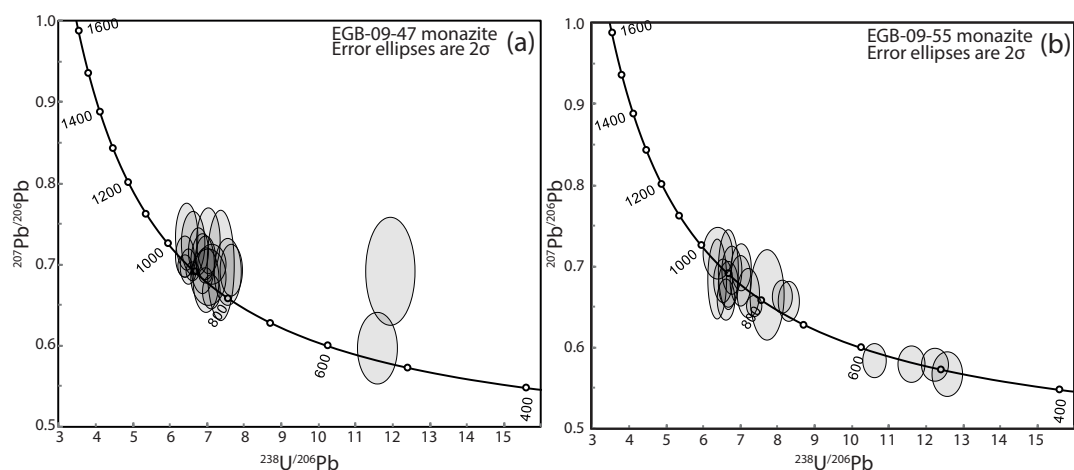 EGB-09-47 monazite (a)
Error ellipses are 2σ
1.0
0.9
0.8
0.7
0.6
0.5
²⁰⁷Pb/²⁰⁶Pb
1600
1400
1200
1000
800
600
400
3 4 5 6 7 8 9 10 11 12 13 14 15
²³⁸U/²⁰⁶Pb
EGB-09-55 monazite (b)
Error ellipses are 2σ
1.0
0.9
0.8
0.7
0.6
0.5
²⁰⁷Pb/²⁰⁶Pb
1600
1400
1200
1000
800
600
400
3 4 5 6 7 8 9 10 11 12 13 14 15
²³⁸U/²⁰⁶Pb